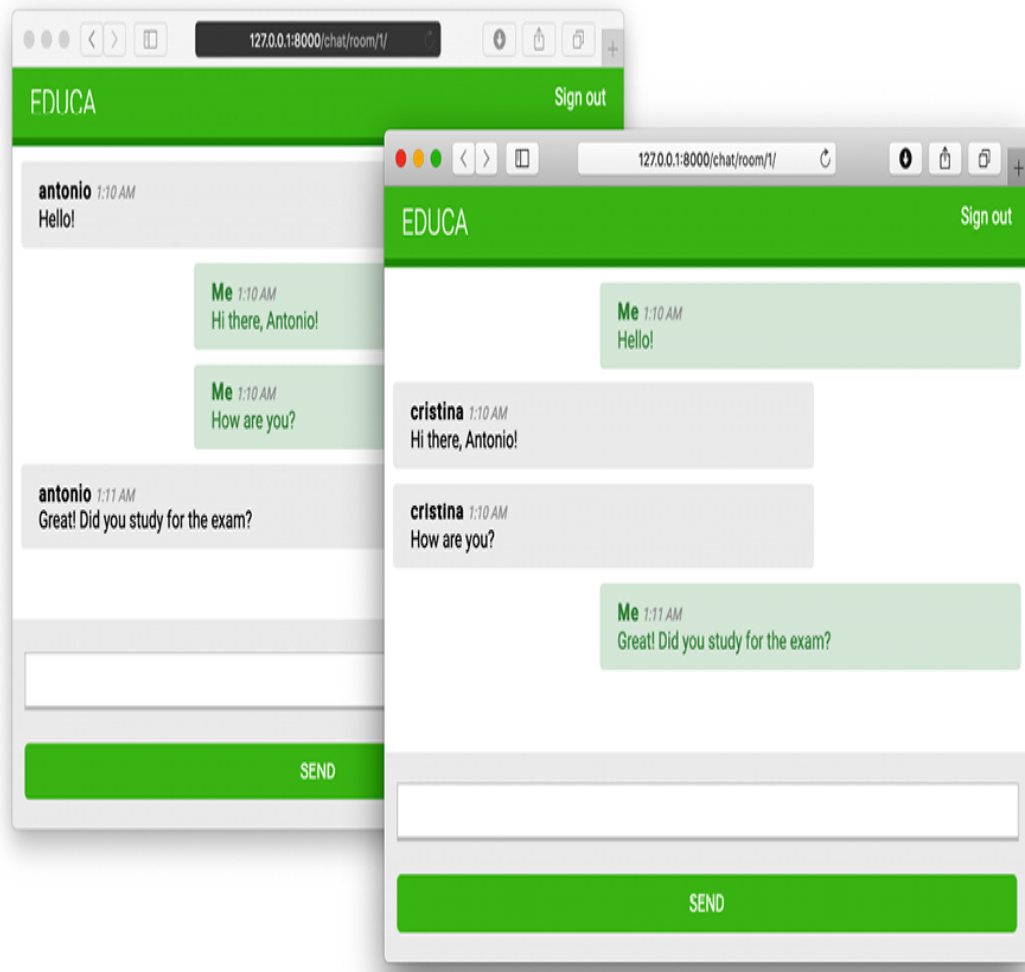 127.0.0.1:8000/chat/room/1/
EDUCA
Sign out
antonio 1:10 AM
Hello!
Me 1:10 AM
Hi there, Antonio!
Me 1:10 AM
How are you?
antonio 1:11 AM
Great! Did you study for the exam?
SEND
127.0.0.1:8000/chat/room/1/
EDUCA
Sign out
Me 1:10 AM
Hello!
cristina 1:10 AM
Hi there, Antonio!
cristina 1:10 AM
How are you?
Me 1:11 AM
Great! Did you study for the exam?
SEND